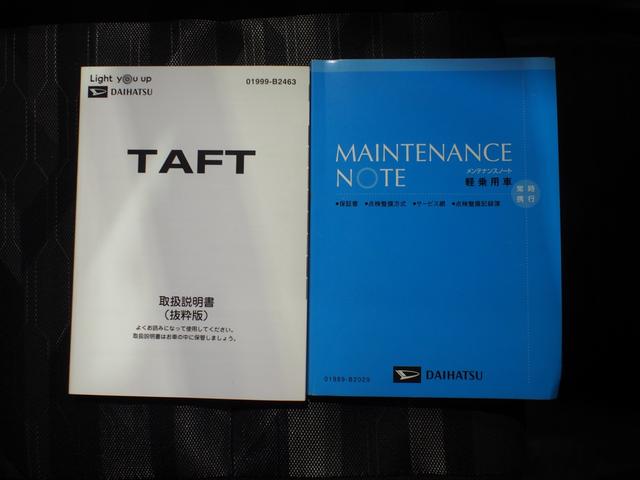 Light you up
DAIHATSU
01999-B2463
TAFT
取扱説明書
（抜粋版）
よくお読みになって使用してください。
取扱説明書はお車の中に保管しましょう。
MAINTENANCE
NOTE
メンテナンスノート
軽乗用車
常時
携行
•保証書 •点検整備方式 •サービス網 •点検整備記録簿
01999-B2029
DAIHATSU